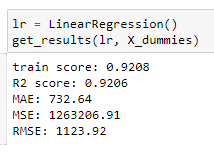 lr = LinearRegression()
get_results(lr, X_dummies)
train score: 0.9208
R2 score: 0.9206
MAE: 732.64
MSE: 1263206.91
RMSE: 1123.92